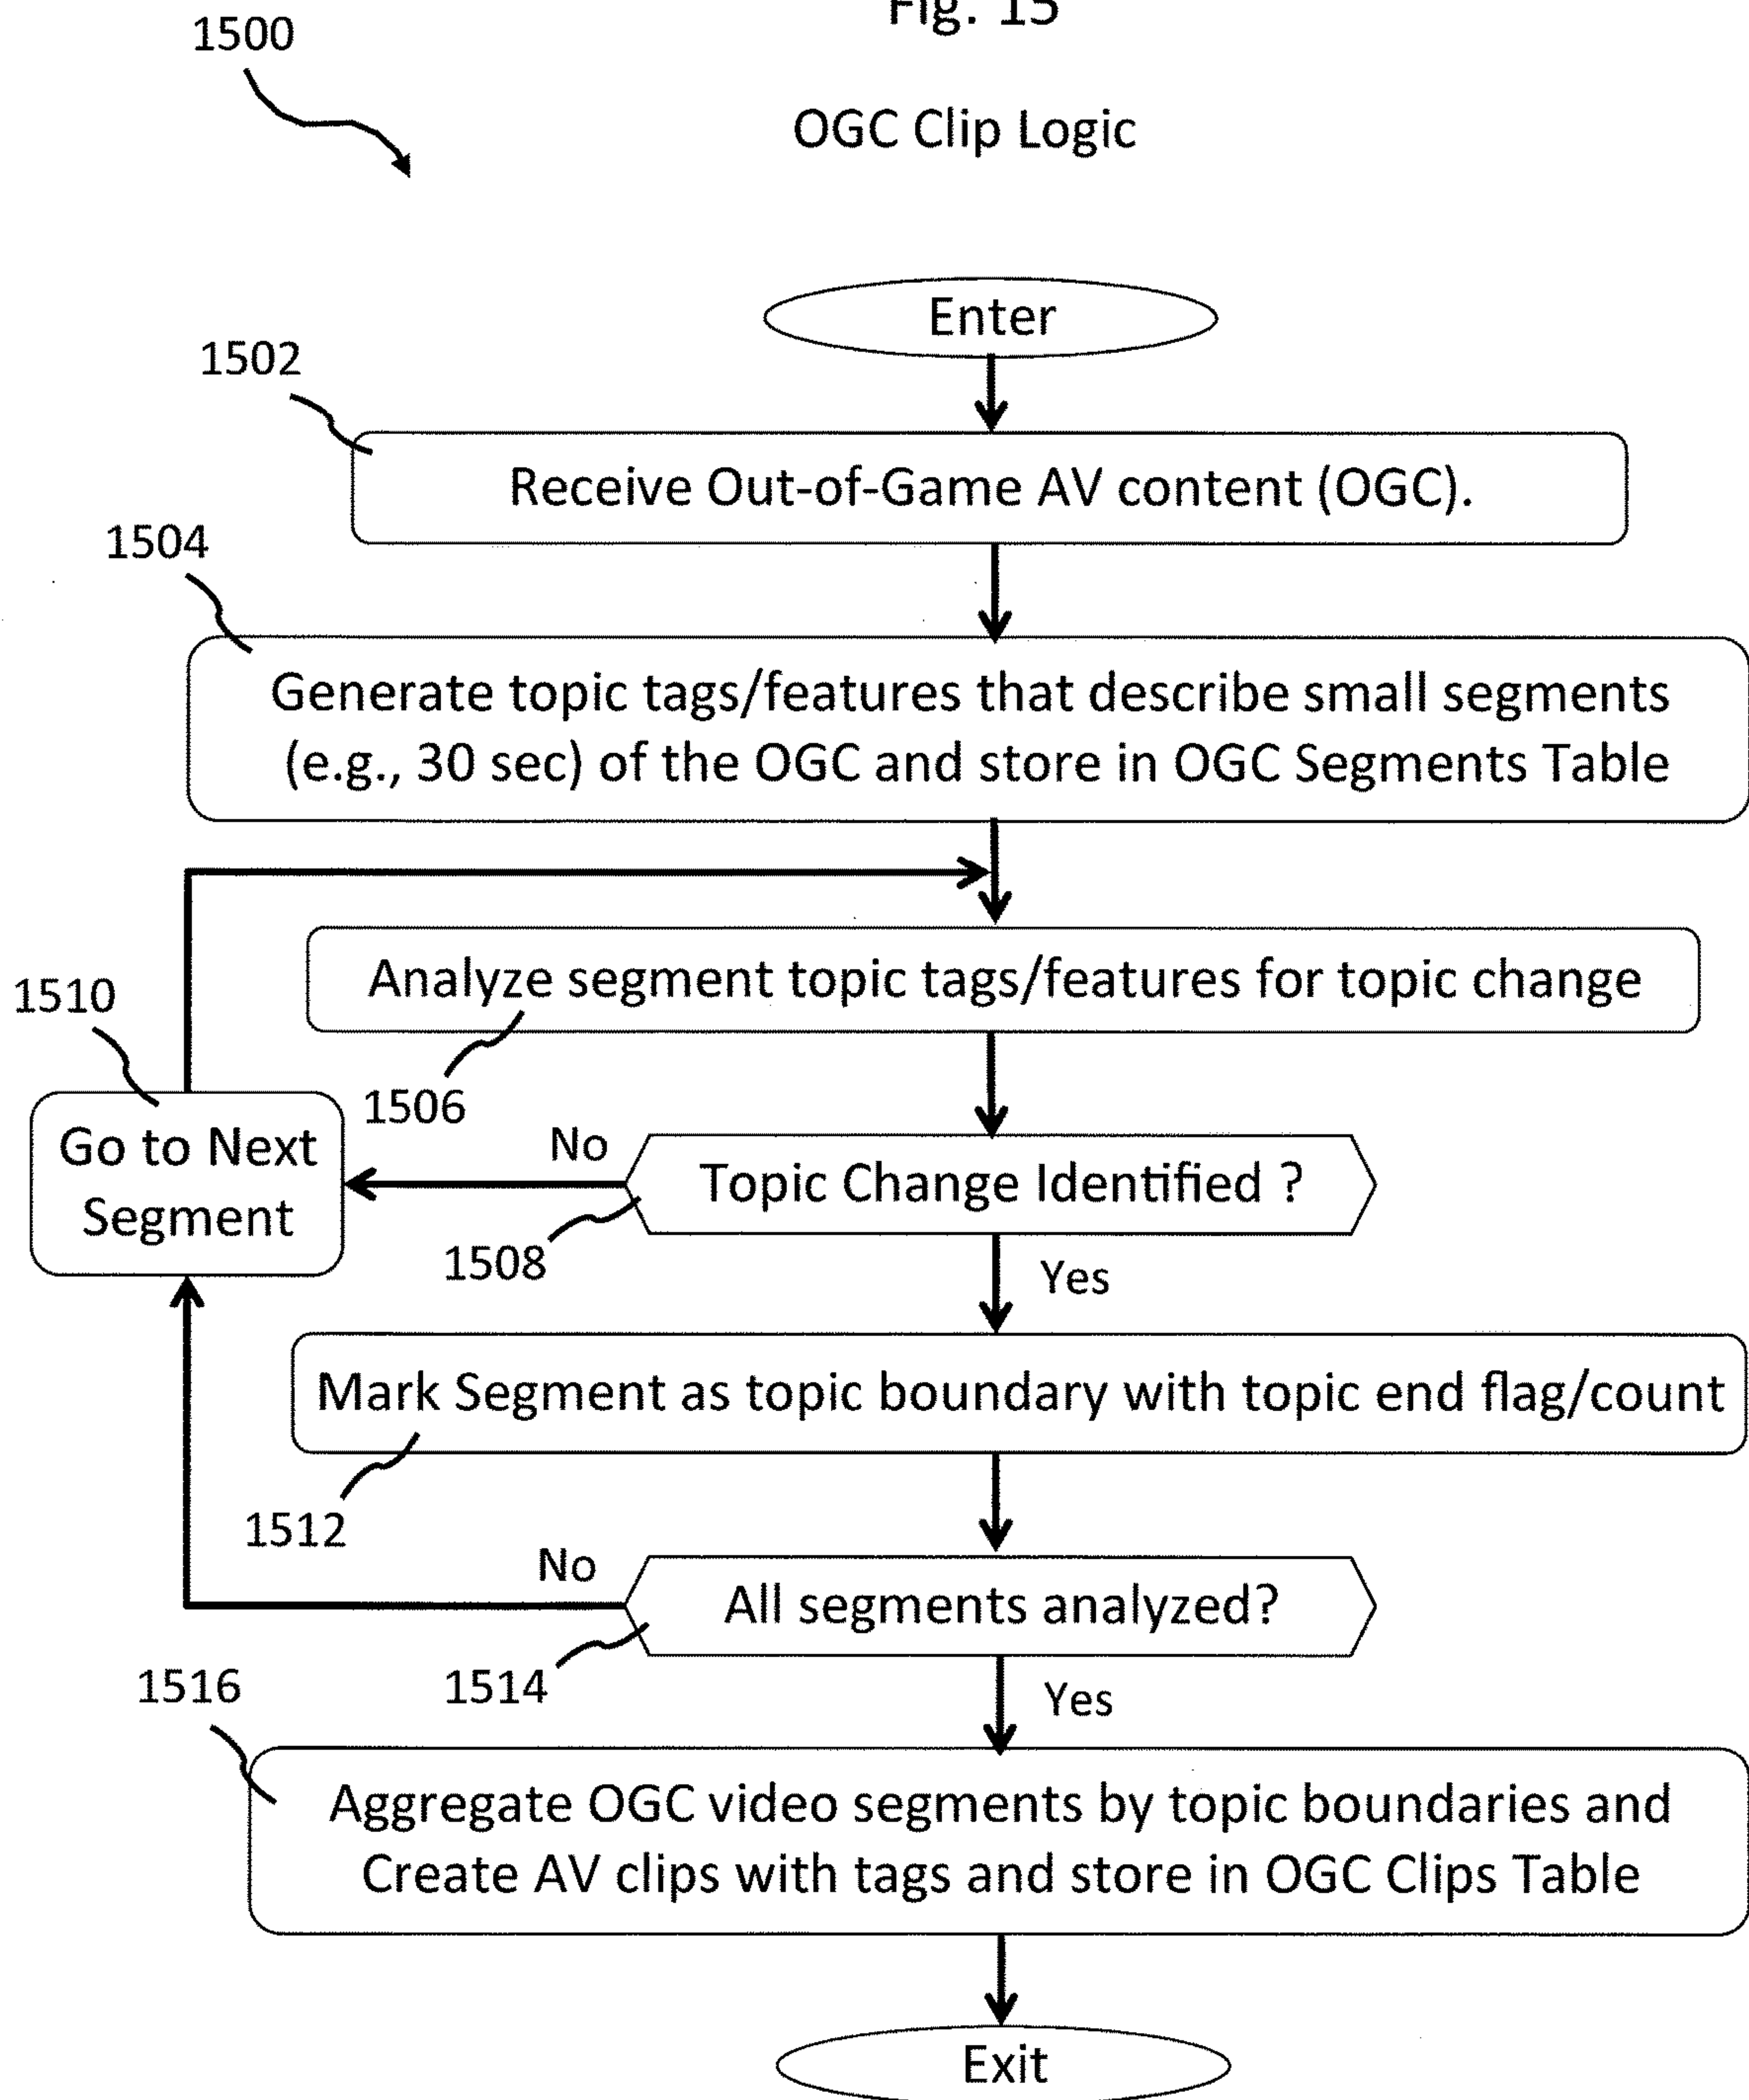 Fig. 15
1500
OGC Clip Logic
Enter
1502
Receive Out-of-Game AV content (OGC).
1504
Generate topic tags/features that describe small segments
(e.g., 30 sec) of the OGC and store in OGC Segments Table
Analyze segment topic tags/features for topic change
1510
1506
Go to Next
Segment
No
Topic Change Identified ?
1508
Yes
Mark Segment as topic boundary with topic end flag/count
1512
No
All segments analyzed?
1514
Yes
1516
Aggregate OGC video segments by topic boundaries and
Create AV clips with tags and store in OGC Clips Table
Exit